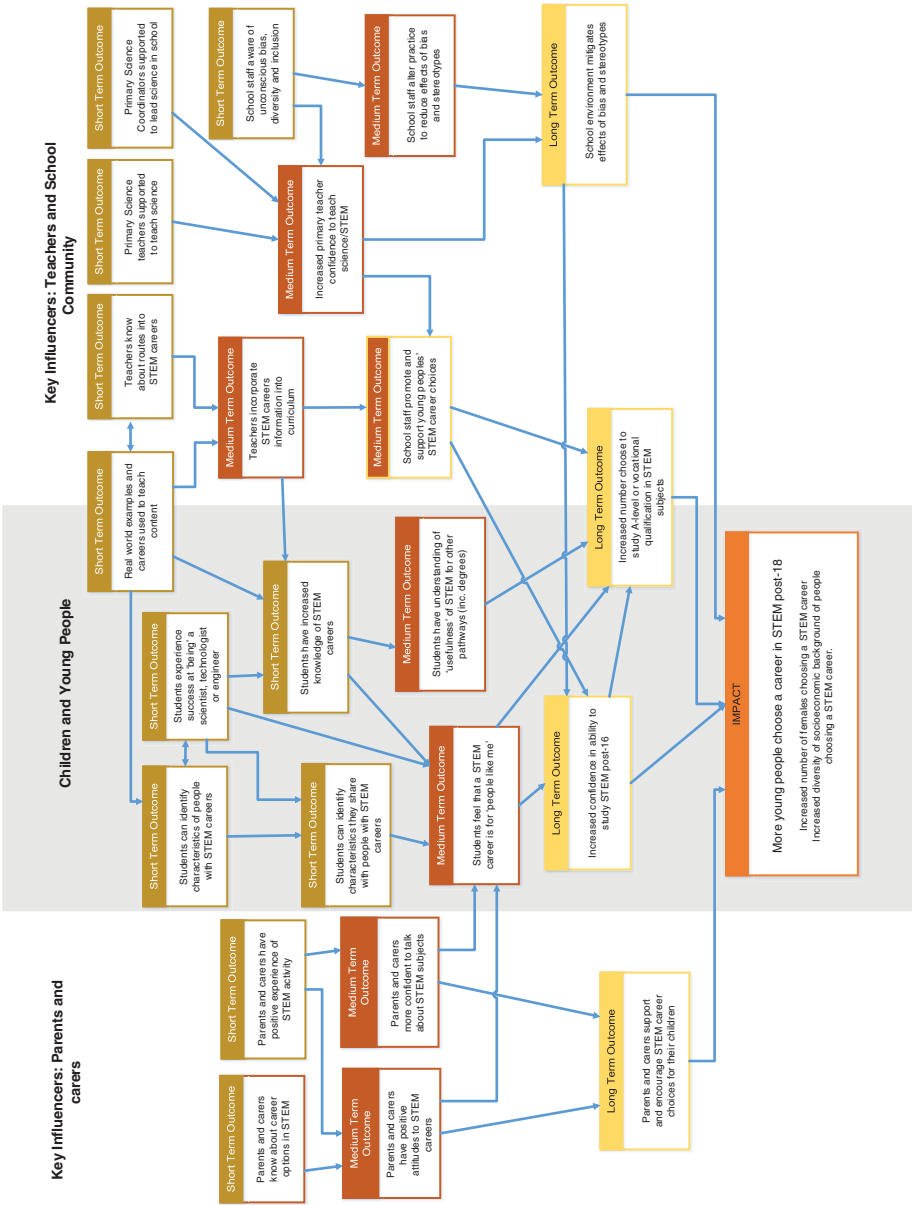 Key Influencers: Parents and
carers
Children and Young People
Key Influencers: Teachers and School
Community
Short Term Outcome
Parents and carers
know about career
options in STEM
Short Term Outcome
Parents and carers have
positive experience of
STEM activity
Medium Term
Outcome
Parents and carers
have positive
attitudes to STEM
careers
Medium Term
Outcome
Parents and carers
more confident to talk
about STEM subjects
Long Term Outcome
Parents and carers support
and encourage STEM career
choices for their children
Short Term Outcome
Students can identify
characteristics of people
with STEM careers
Short Term Outcome
Students experience
success at 'being' a
scientist, technologist
or engineer
Short Term Outcome
Students can identify
characteristics they share
with people with STEM
careers
Short Term Outcome
Students have increased
knowledge of STEM
careers
Medium Term Outcome
Students feel that a STEM
career is for 'people like me'
Medium Term Outcome
Students have understanding of
'usefulness' of STEM for other
pathways (inc. degrees)
Long Term Outcome
Increased confidence in ability to
study STEM post-16
Long Term Outcome
Increased number choose to
study A-level or vocational
qualification in STEM
subjects
IMPACT
More young people choose a career in STEM post-18
Increased number of females choosing a STEM career
Increased diversity of socioeconomic background of people
choosing a STEM career.
Short Term Outcome
Real world examples and
careers used to teach
content
Short Term Outcome
Teachers know
about routes into
STEM careers
Short Term Outcome
Primary Science
teachers supported
to teach science
Short Term Outcome
Primary Science
Coordinators supported
to lead science in school
Short Term Outcome
School staff aware of
unconscious bias,
diversity and inclusion
Medium Term Outcome
Teachers incorporate
STEM careers
information into
curriculum
Medium Term Outcome
Increased primary teacher
confidence to teach
science/STEM
Medium Term Outcome
School staff promote and
support young peoples'
STEM career choices
Medium Term Outcome
School staff alter practice
to reduce effects of bias
and stereotypes
Long Term Outcome
School environment mitigates
effects of bias and stereotypes